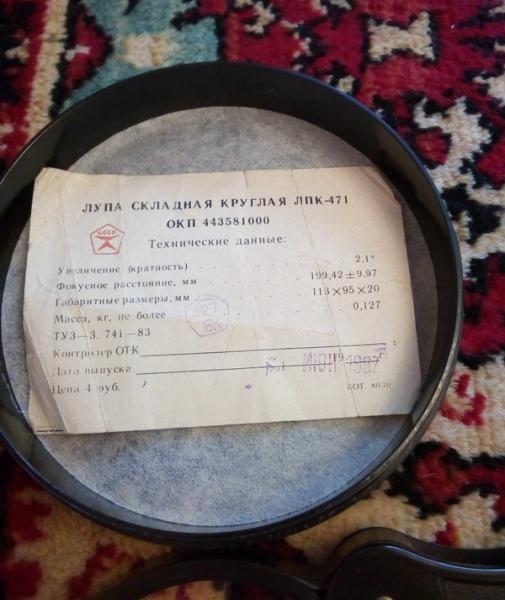 ЛУПА СКЛАДНАЯ КРУГЛАЯ ЛПК-471
ОКП 443581000
СССР
Технические данные:
Увеличение (кратность) . . . . . . . 2,1*
Фокусное расстояние, мм . . . . . 199,42±9,97
Габаритные размеры, мм . . . . . 113×95×20
Масса, кг, не более . . . . . . . 0,127
ТУЗ—3. 741—83
Контролер ОТК
Дата выпуска ИЮЛ 1987
Цена 4 руб.